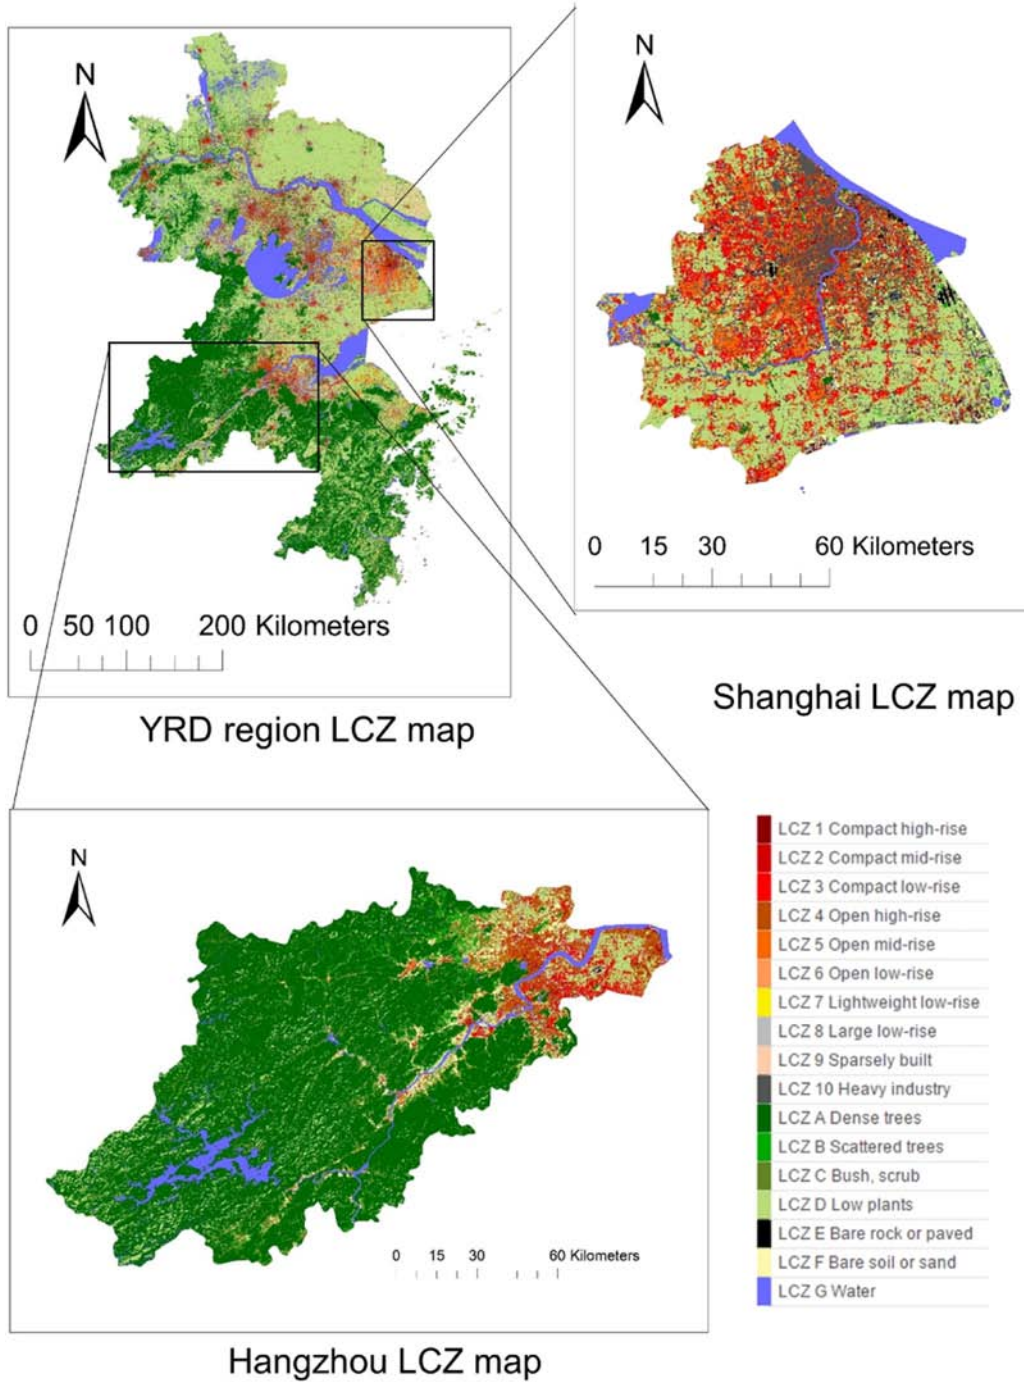 N
N
0 50 100 200 Kilometers
0 15 30 60 Kilometers
YRD region LCZ map
Shanghai LCZ map
N
0 15 30 60 Kilometers
Hangzhou LCZ map
LCZ 1 Compact high-rise
LCZ 2 Compact mid-rise
LCZ 3 Compact low-rise
LCZ 4 Open high-rise
LCZ 5 Open mid-rise
LCZ 6 Open low-rise
LCZ 7 Lightweight low-rise
LCZ 8 Large low-rise
LCZ 9 Sparsely built
LCZ 10 Heavy industry
LCZ A Dense trees
LCZ B Scattered trees
LCZ C Bush, scrub
LCZ D Low plants
LCZ E Bare rock or paved
LCZ F Bare soil or sand
LCZ G Water